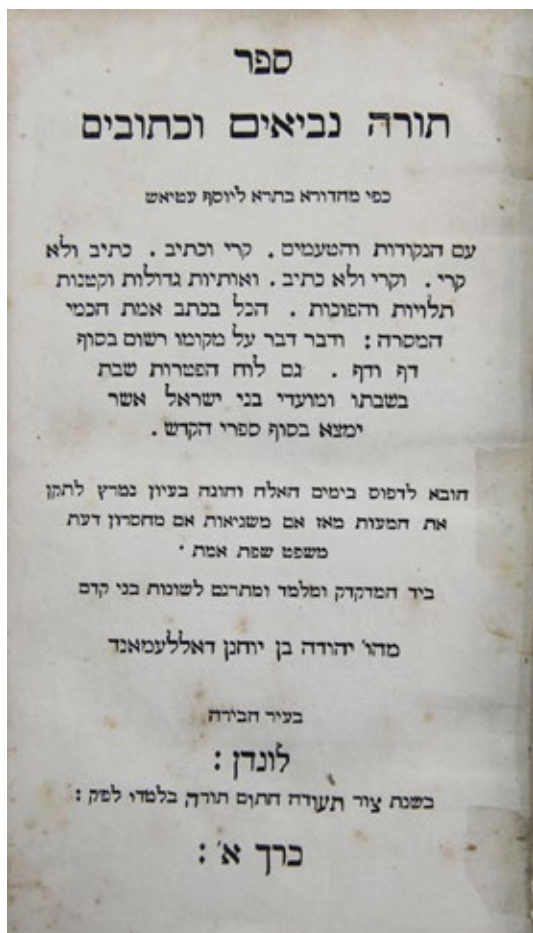 ספר
תורה נביאים וכתובים
כפי מהדורא בתרא ליוסף עטיאש
עם הנקודות והטעמים . קרי וכתיב . כתיב ולא
קרי . וקרי ולא כתיב . ואותיות גדולות וקטנות
תלויות והפוכות . הכל בכתב אמת חכמי
המסרה : ודבר דבר על מקומו רשום בסוף
דף ודף . גם לוח הפטרות שבת
בשבתו ומועדי בני ישראל אשר
ימצא בסוף ספרי הקדש .
הובא לדפוס בימים האלה והוגה בעיון נמרץ לתקן
את המעות מאז אם משגיאות אם מחסרון דעת
משפט שפת אמת .
ביד המדקדק ומלמד ומתרגם לשונות בני קדם
מהו׳ יהודה בן יוחנן דאללעמאנד
בעיר הבירה
לונדן :
בשנת צור תעודה חתום תורה בלמדי לפק :
כרך א׳ :